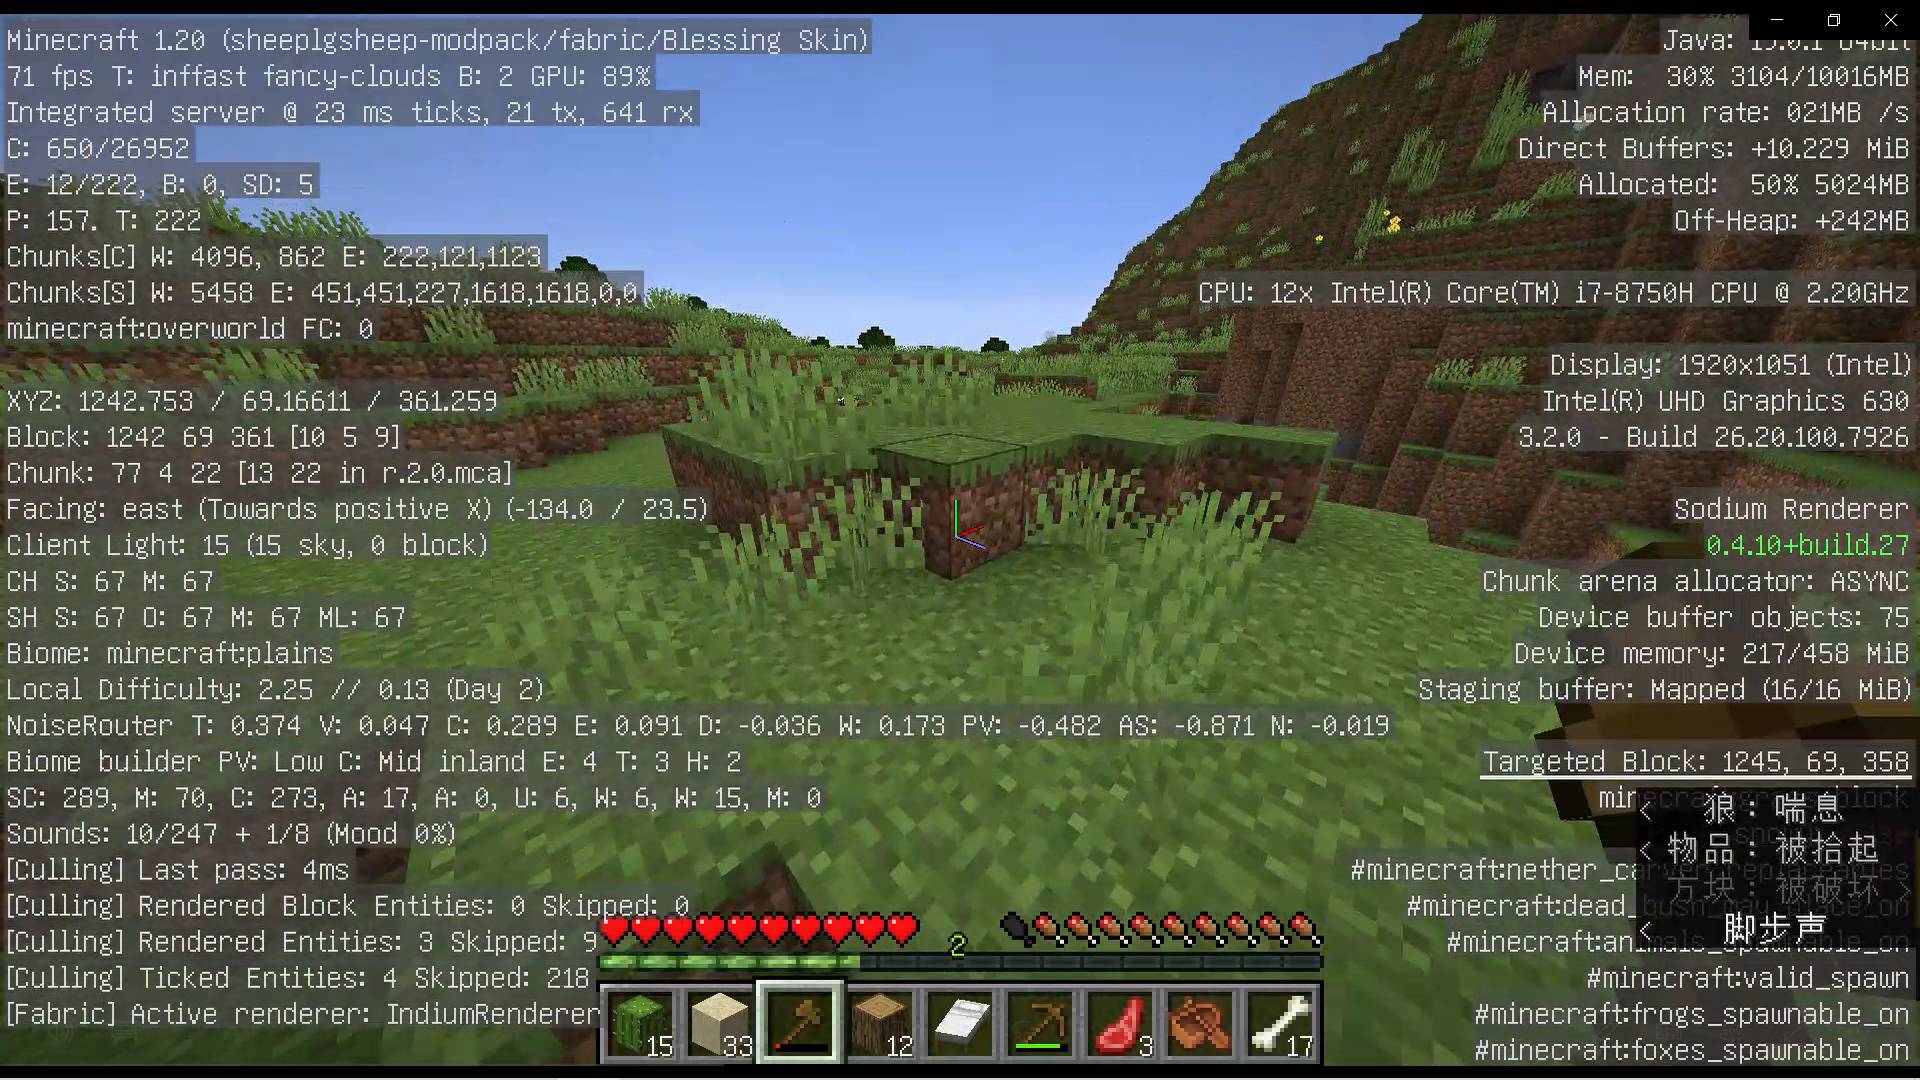 Minecraft 1.20 (sheeplgsheep-modpack/fabric/Blessing Skin)
71 fps T: inffast fancy-clouds B: 2 GPU: 89%
Integrated server @ 23 ms ticks, 21 tx, 641 rx
C: 650/26952
E: 12/222, B: 0, SD: 5
P: 157. T: 222
Chunks[C] W: 4096, 862 E: 222,121,1123
Chunks[S] W: 5458 E: 451,451,227,1618,1618,0,0
minecraft:overworld FC: 0
XYZ: 1242.753 / 69.16611 / 361.259
Block: 1242 69 361 [10 5 9]
Chunk: 77 4 22 [13 22 in r.2.0.mca]
Facing: east (Towards positive X) (-134.0 / 23.5)
Client Light: 15 (15 sky, 0 block)
CH S: 67 M: 67
SH S: 67 O: 67 M: 67 ML: 67
Biome: minecraft:plains
Local Difficulty: 2.25 // 0.13 (Day 2)
NoiseRouter T: 0.374 V: 0.047 C: 0.289 E: 0.091 D: -0.036 W: 0.173 PV: -0.482 AS: -0.871 N: -0.019
Biome builder PV: Low C: Mid inland E: 4 T: 3 H: 2
SC: 289, M: 70, C: 273, A: 17, A: 0, U: 6, W: 6, W: 15, M: 0
Sounds: 10/247 + 1/8 (Mood 0%)
[Culling] Last pass: 4ms
[Culling] Rendered Block Entities: 0 Skipped: 0
[Culling] Rendered Entities: 3 Skipped: 9
[Culling] Ticked Entities: 4 Skipped: 218
[Fabric] Active renderer: IndiumRenderer
Java: 19.0.1 64bit
Mem: 30% 3104/10016MB
Allocation rate: 021MB /s
Direct Buffers: +10.229 MiB
Allocated: 50% 5024MB
Off-Heap: +242MB
CPU: 12x Intel(R) Core(TM) i7-8750H CPU @ 2.20GHz
Display: 1920x1051 (Intel)
Intel(R) UHD Graphics 630
3.2.0 - Build 26.20.100.7926
Sodium Renderer
0.4.10+build.27
Chunk arena allocator: ASYNC
Device buffer objects: 75
Device memory: 217/458 MiB
Staging buffer: Mapped (16/16 MiB)
Targeted Block: 1245, 69, 358
minecraft:grass_block
#minecraft:nether_carver_replaceables
#minecraft:dead_bush_may_place_on
#minecraft:animals_spawnable_on
#minecraft:valid_spawn
#minecraft:frogs_spawnable_on
#minecraft:foxes_spawnable_on
< 狼：喘息
< 物品：被拾起
方块：被破坏 >
< 脚步声
2
15
33
12
3
17